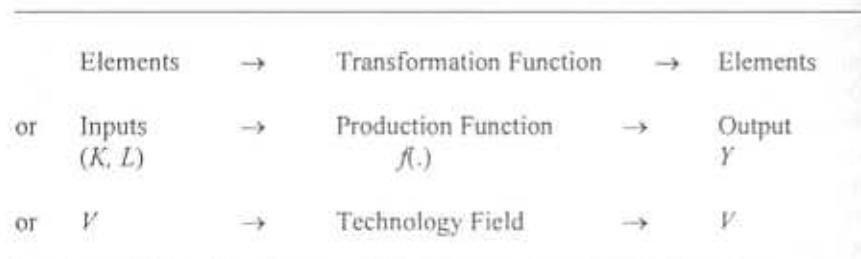 Elements → Transformation Function → Elements
or Inputs → Production Function → Output
(K, L) f(.) Y
or V → Technology Field → V